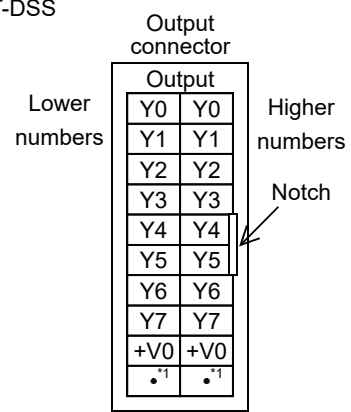 -DSS
Output
connector
Output
Lower
numbers
Higher
numbers
Notch
Y0 Y0
Y1 Y1
Y2 Y2
Y3 Y3
Y4 Y4
Y5 Y5
Y6 Y6
Y7 Y7
+V0 +V0
•*1 •*1